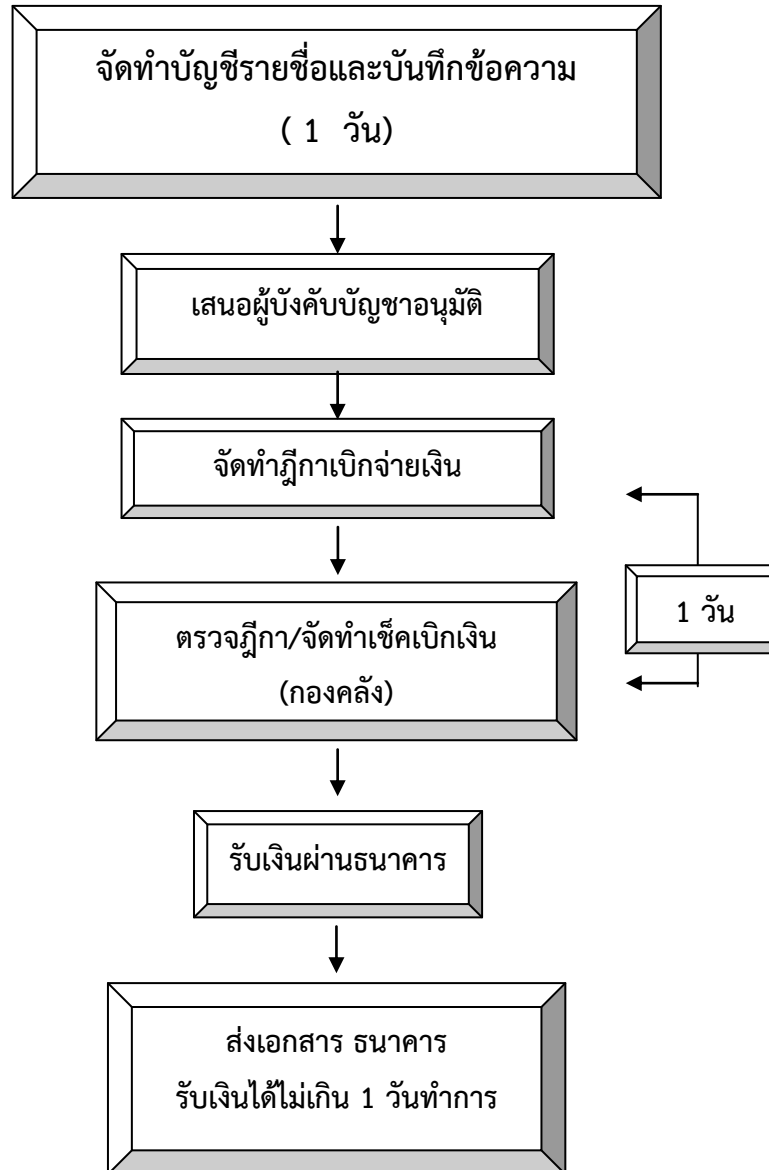 จัดทำบัญชีรายชื่อและบันทึกข้อความ
( 1 วัน)
เสนอผู้บังคับบัญชาอนุมัติ
จัดทำฎีกาเบิกจ่ายเงิน
1 วัน
ตรวจฎีกา/จัดทำเช็คเบิกเงิน
(กองคลัง)
รับเงินผ่านธนาคาร
ส่งเอกสาร ธนาคาร
รับเงินได้ไม่เกิน 1 วันทำการ